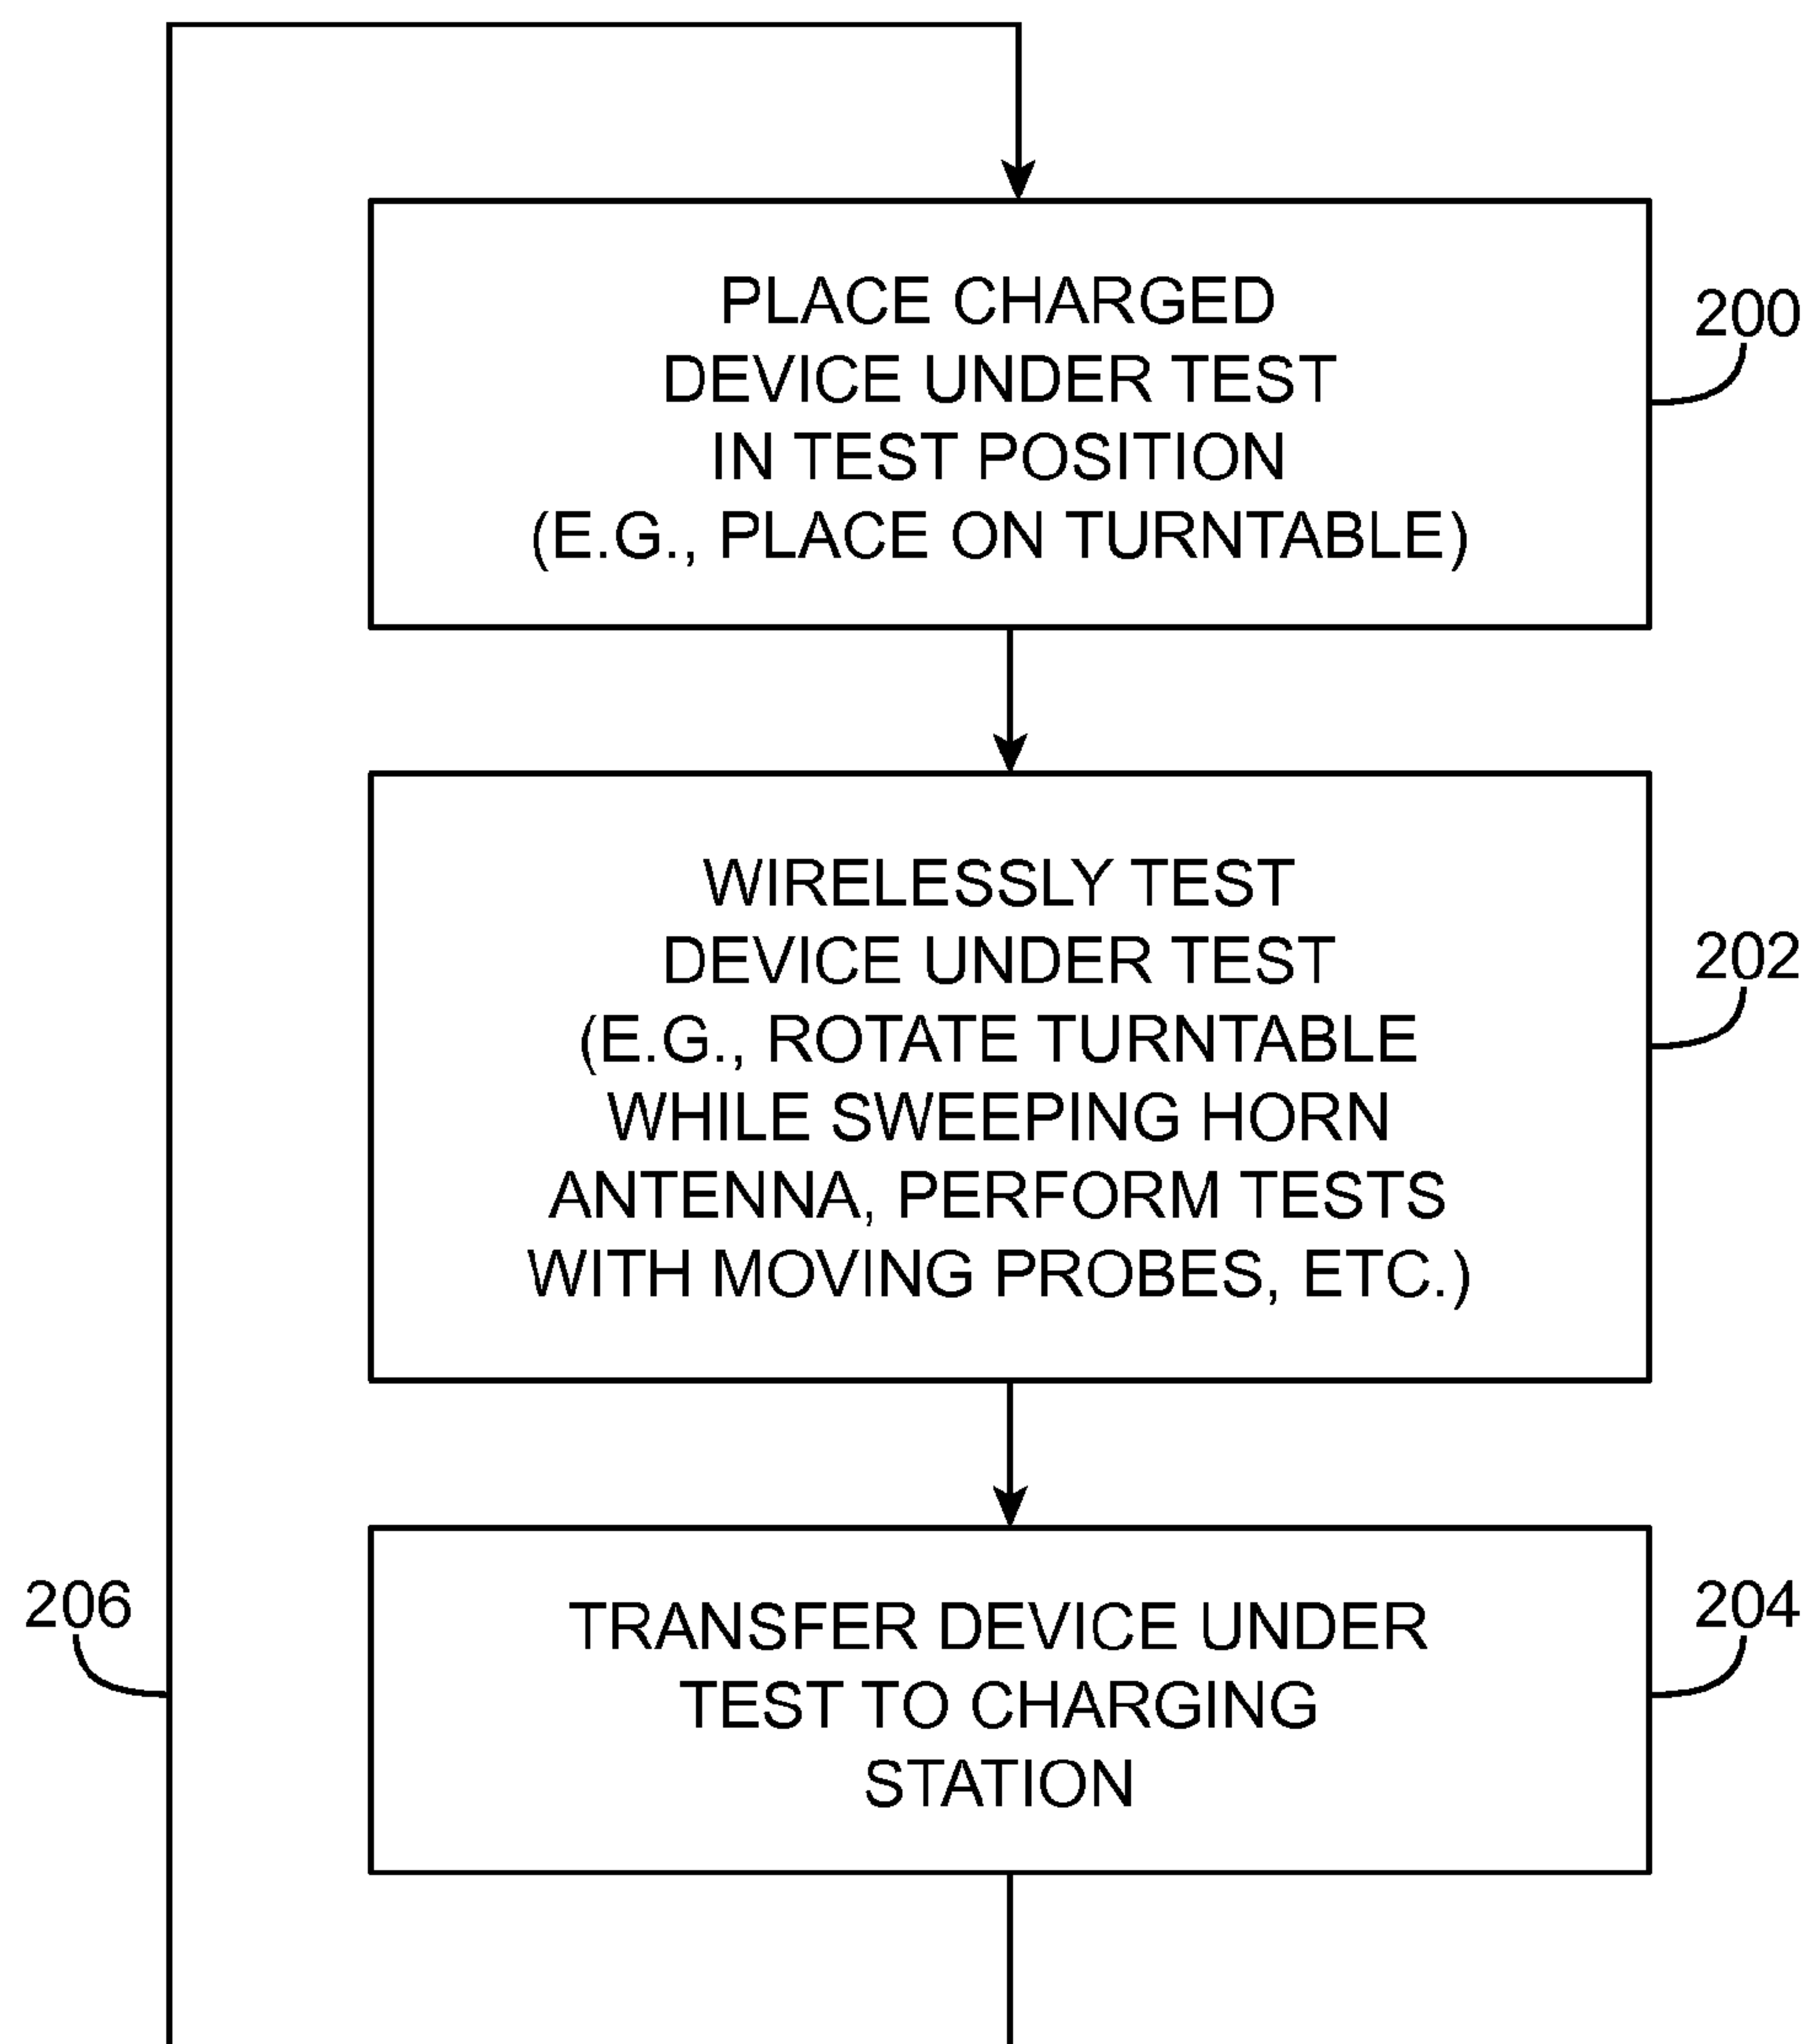 PLACE CHARGED
DEVICE UNDER TEST
IN TEST POSITION
(E.G., PLACE ON TURNTABLE)
200
WIRELESSLY TEST
DEVICE UNDER TEST
(E.G., ROTATE TURNTABLE
WHILE SWEEPING HORN
ANTENNA, PERFORM TESTS
WITH MOVING PROBES, ETC.)
202
206
TRANSFER DEVICE UNDER
TEST TO CHARGING
STATION
204